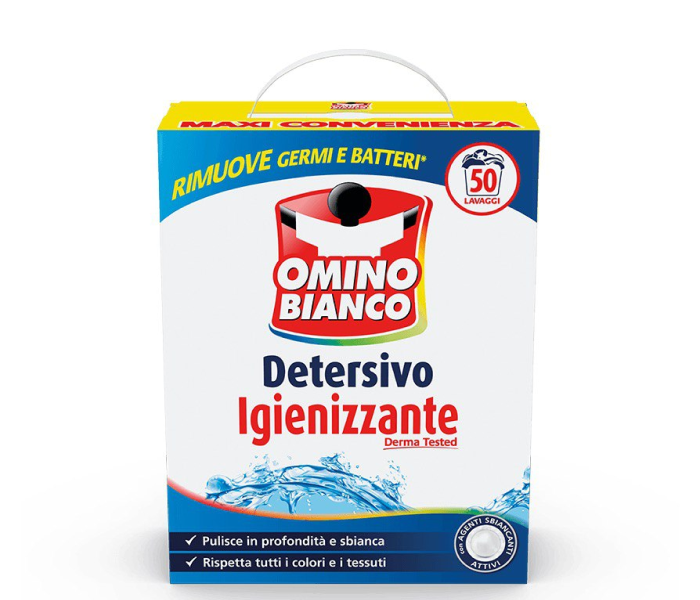 MAXI CONVENIENZA
RIMUOVE GERMI E BATTERI*
50
LAVAGGI
OMINO
BIANCO
Detersivo
Igienizzante
Derma Tested
✓ Pulisce in profondità e sbianca
✓ Rispetta tutti i colori e i tessuti
con AGENTI SBIANCANTI
ATTIVI